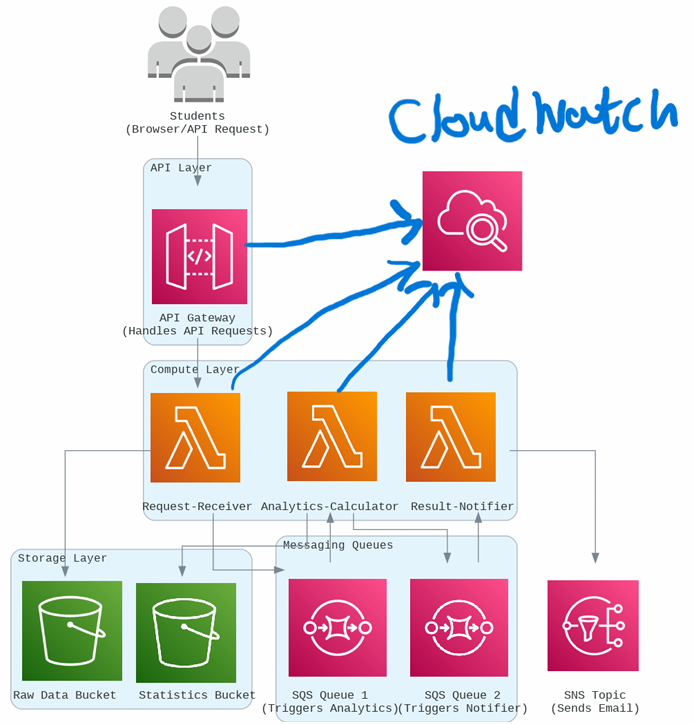 Students
(Browser/API Request)
CloudWatch
API Layer
API Gateway
(Handles API Requests)
Compute Layer
Request-Receiver Analytics-Calculator Result-Notifier
Storage Layer
Messaging Queues
Raw Data Bucket
Statistics Bucket
SQS Queue 1
(Triggers Analytics)
SQS Queue 2
(Triggers Notifier)
SNS Topic
(Sends Email)